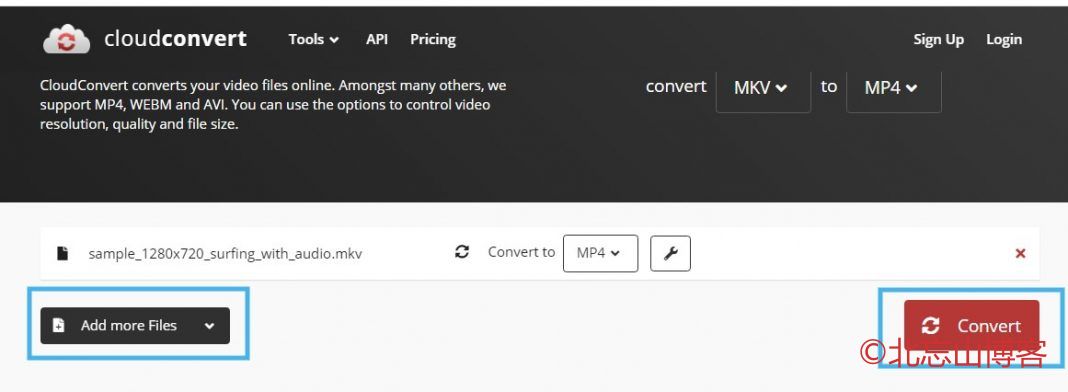 cloudconvert Tools API Pricing Sign Up Login
CloudConvert converts your video files online. Amongst many others, we
support MP4, WEBM and AVI. You can use the options to control video
resolution, quality and file size.
convert MKV to MP4
sample_1280x720_surfing_with_audio.mkv Convert to MP4
Add more Files
Convert
©北忘山博客